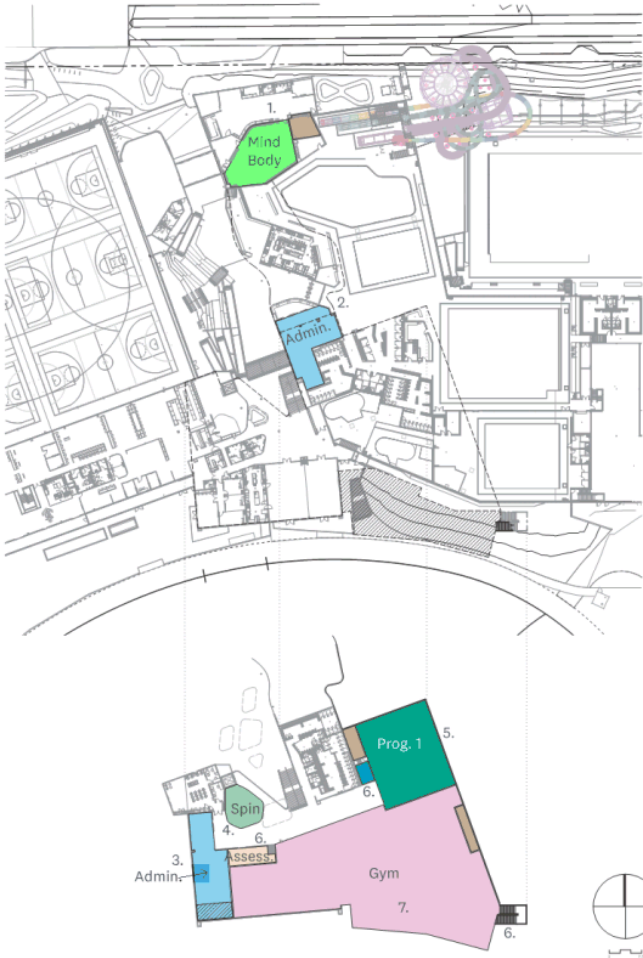 1.
Mind
Body
2.
Admin.
Prog. 1
5.
6.
Spin
4.
6.
3.
Assess.
Admin.
Gym
7.
6.